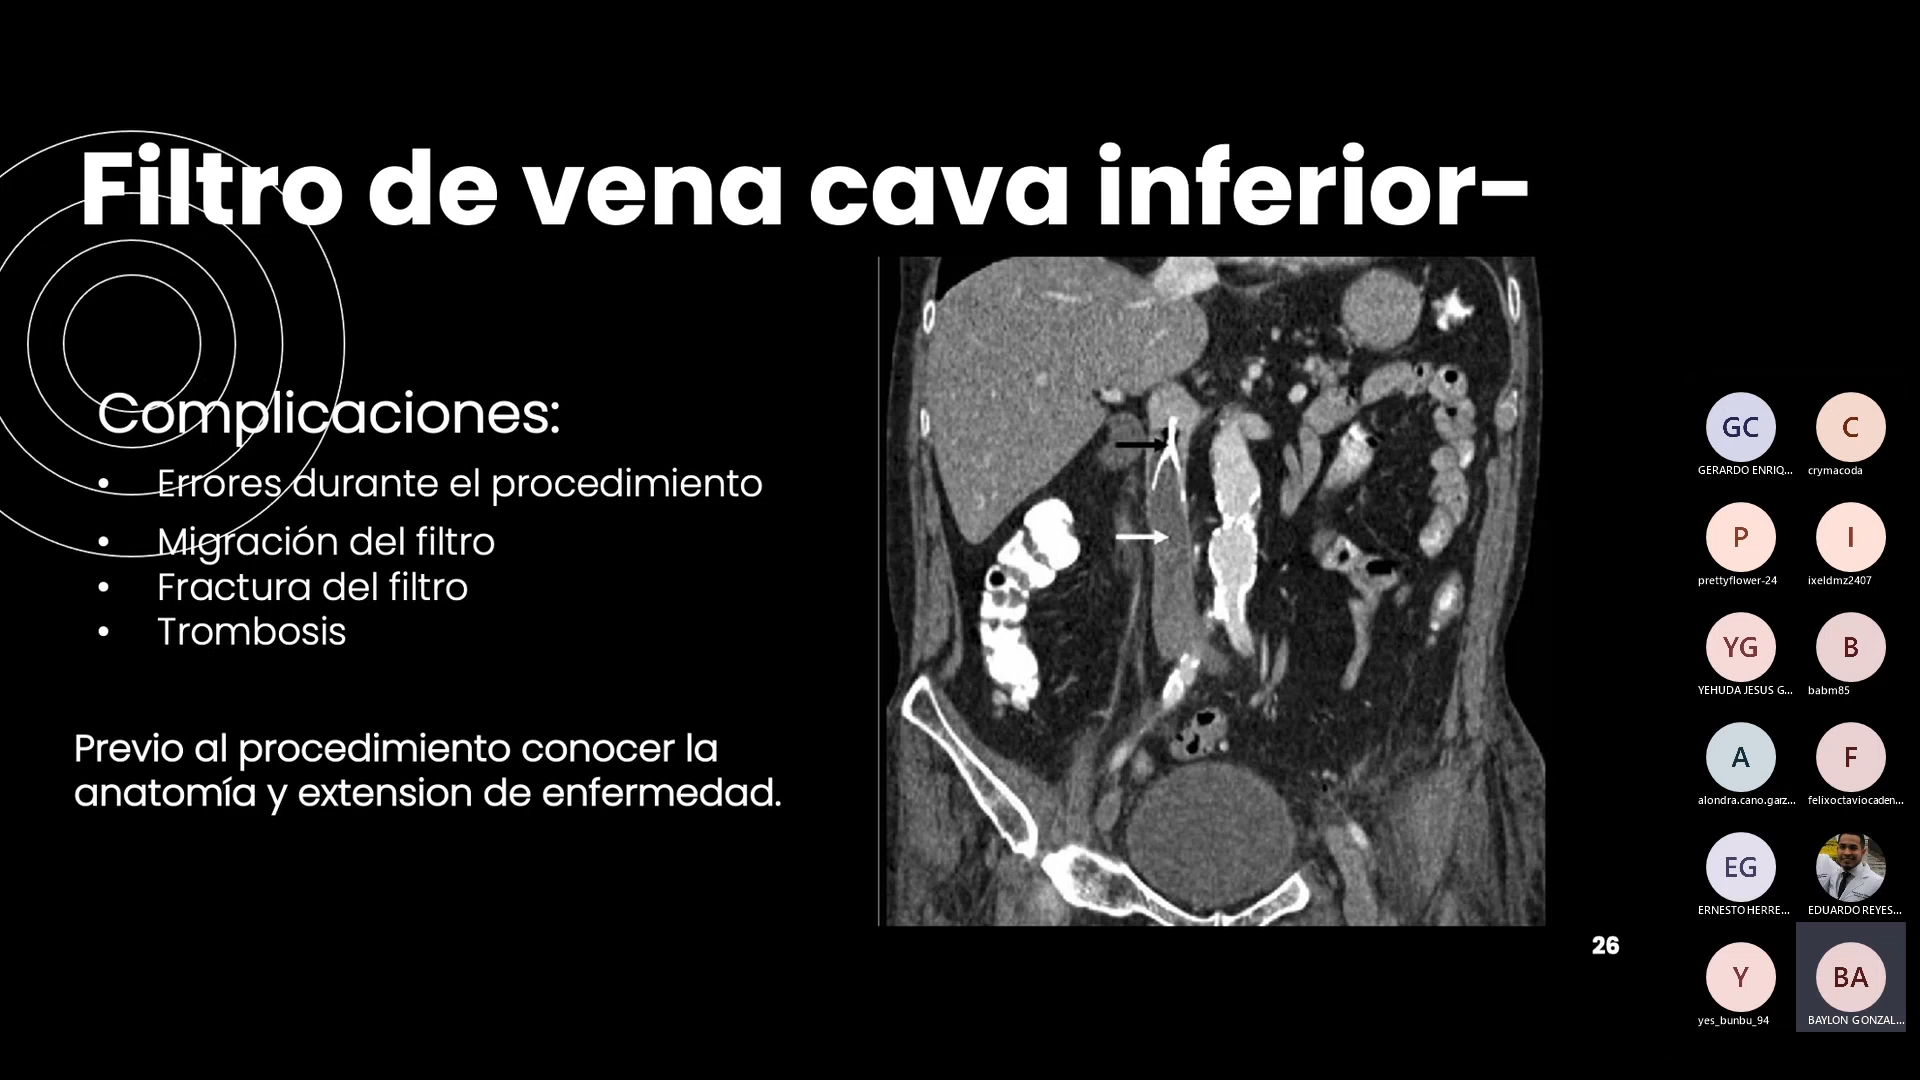 Filtro de vena cava inferior-
Complicaciones:
• Errores durante el procedimiento
• Migración del filtro
• Fractura del filtro
• Trombosis
Previo al procedimiento conocer la
anatomía y extension de enfermedad.
26
GC
GERARDO ENRIQ...
C
crymacoda
P
prettyflower-24
I
ixeldmz2407
YG
YEHUDA JESUS G...
B
babm85
A
alondra.cano.garz...
F
felixoctaviocaden...
EG
ERNESTO HERRE...
EDUARDO REYES...
Y
yes_bunbu_94
BA
BAYLON GONZAL...